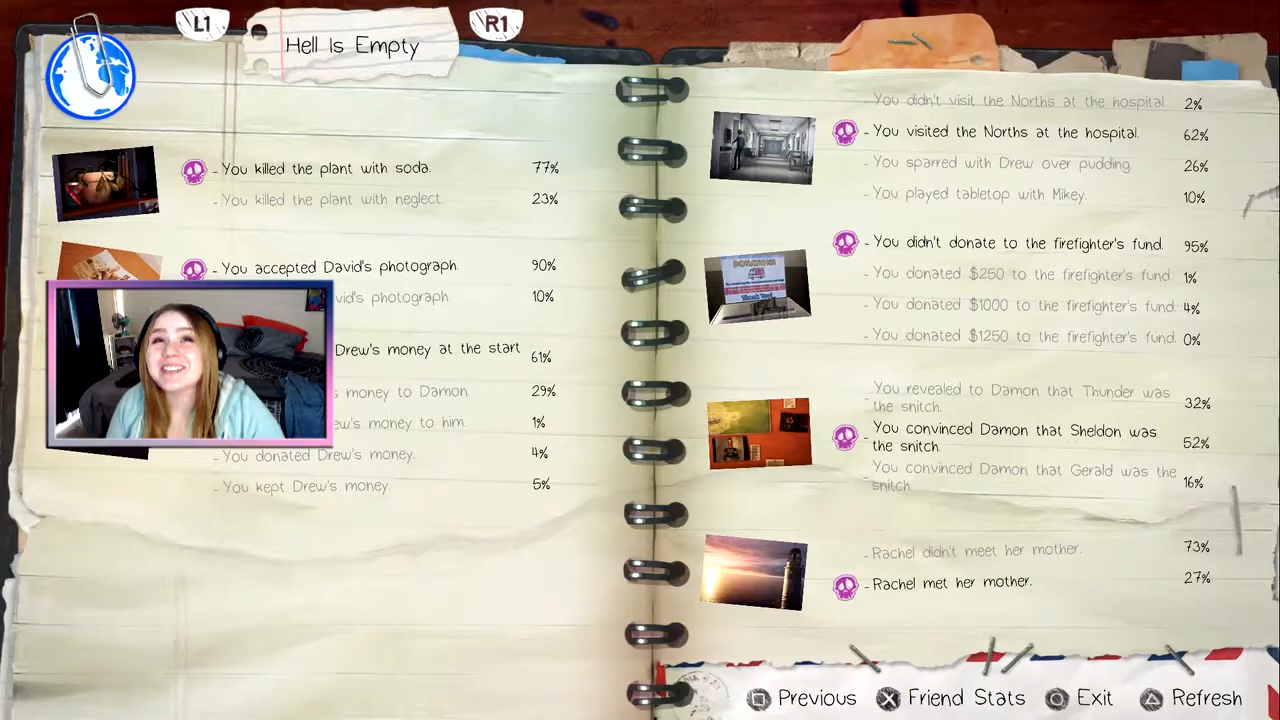 L1
Hell Is Empty
R1
- You killed the plant with soda. 77%
- You killed the plant with neglect. 23%
- You accepted David's photograph. 90%
vid's photograph. 10%
Drew's money at the start 61%
s money to Damon. 29%
ew's money to him. 1%
- You donated Drew's money. 4%
- You kept Drew's money. 5%
- You didn't visit the Norths at the hospital. 2%
- You visited the Norths at the hospital. 62%
- You sparred with Drew over pudding. 26%
- You played tabletop with Mikey. 10%
- You didn't donate to the firefighter's fund. 95%
- You donated $250 to the firefighter's fund. 1%
- You donated $1000 to the firefighter's fund. 4%
- You donated $1250 to the firefighter's fund. 0%
DONATIONS
Thank You!
- You revealed to Damon that Thunder was
the snitch. 32%
- You convinced Damon that Sheldon was
the snitch. 52%
- You convinced Damon that Gerald was the
snitch. 16%
- Rachel didn't meet her mother. 73%
- Rachel met her mother. 27%
Previous Friend Stats Exit Refresh